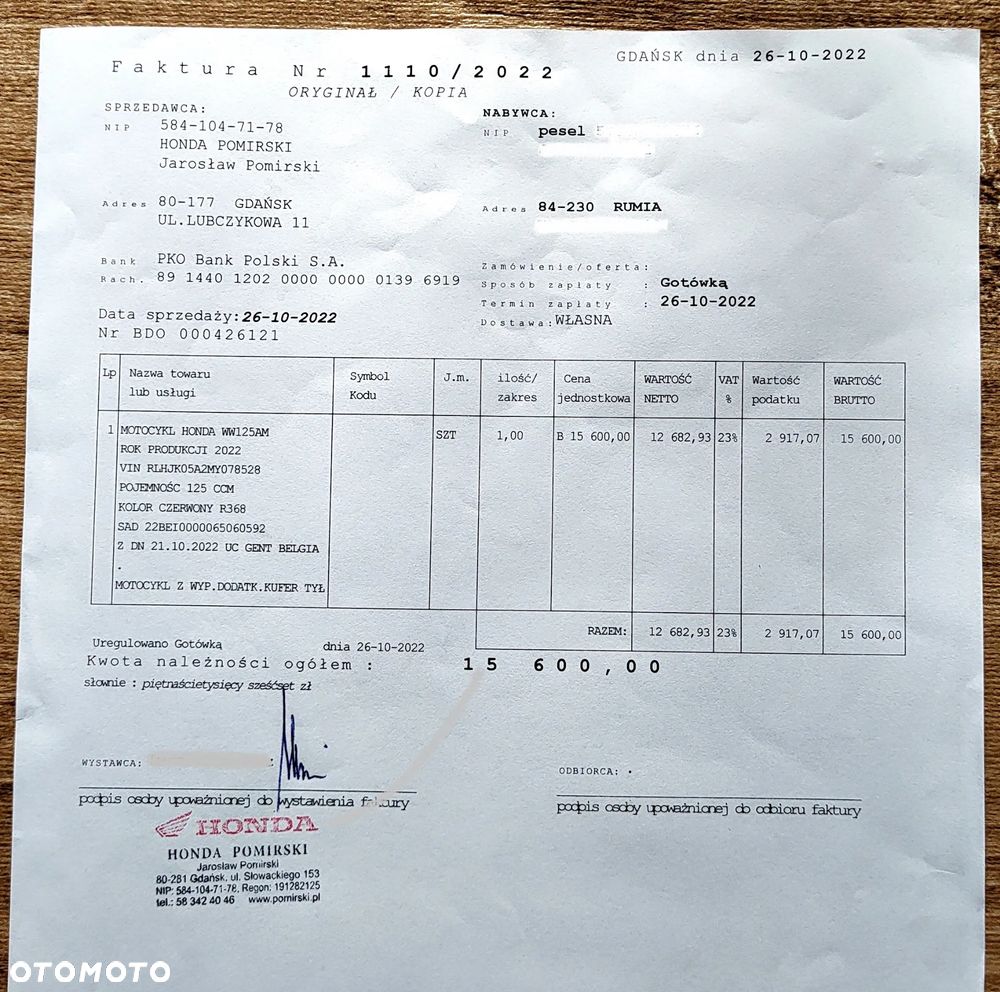 GDAŃSK dnia 26-10-2022
Faktura Nr 1110/2022
ORYGINAŁ / KOPIA
SPRZEDAWCA:
NIP 584-104-71-78
HONDA POMIRSKI
Jarosław Pomirski
Adres 80-177 GDAŃSK
UL.LUBCZYKOWA 11
Bank PKO Bank Polski S.A.
Rach. 89 1440 1202 0000 0000 0139 6919
Data sprzedaży:26-10-2022
Nr BDO 000426121
NABYWCA:
NIP pesel
Adres 84-230 RUMIA
Zamówienie/oferta:
Sposób zapłaty : Gotówką
Termin zapłaty : 26-10-2022
Dostawa:WŁASNA
Lp Nazwa towaru lub usługi Symbol Kodu J.m. ilość/zakres Cena jednostkowa WARTOŚĆ NETTO VAT % Wartość podatku WARTOŚĆ BRUTTO
1 MOTOCYKL HONDA WW125AM SZT 1,00 B 15 600,00 12 682,93 23% 2 917,07 15 600,00
ROK PRODUKCJI 2022
VIN RLHJK05A2MY078528
POJEMNOŚC 125 CCM
KOLOR CZERWONY R368
SAD 22BEI0000065060592
Z DN 21.10.2022 UC GENT BELGIA
.
MOTOCYKL Z WYP.DODATK.KUFER TYŁ
RAZEM: 12 682,93 23% 2 917,07 15 600,00
Uregulowano Gotówką dnia 26-10-2022
Kwota należności ogółem : 15 600,00
słownie : piętnaścietysięcy sześćset zł
WYSTAWCA: :
podpis osoby upoważnionej do wystawienia faktury
ODBIORCA: .
podpis osoby upoważnionej do odbioru faktury
HONDA
HONDA POMIRSKI
Jarosław Pomirski
80-281 Gdańsk, ul. Słowackiego 153
NIP: 584-104-71-78, Regon: 191282125
tel.: 58 342 40 46 www.pomirski.pl
OTOMOTO